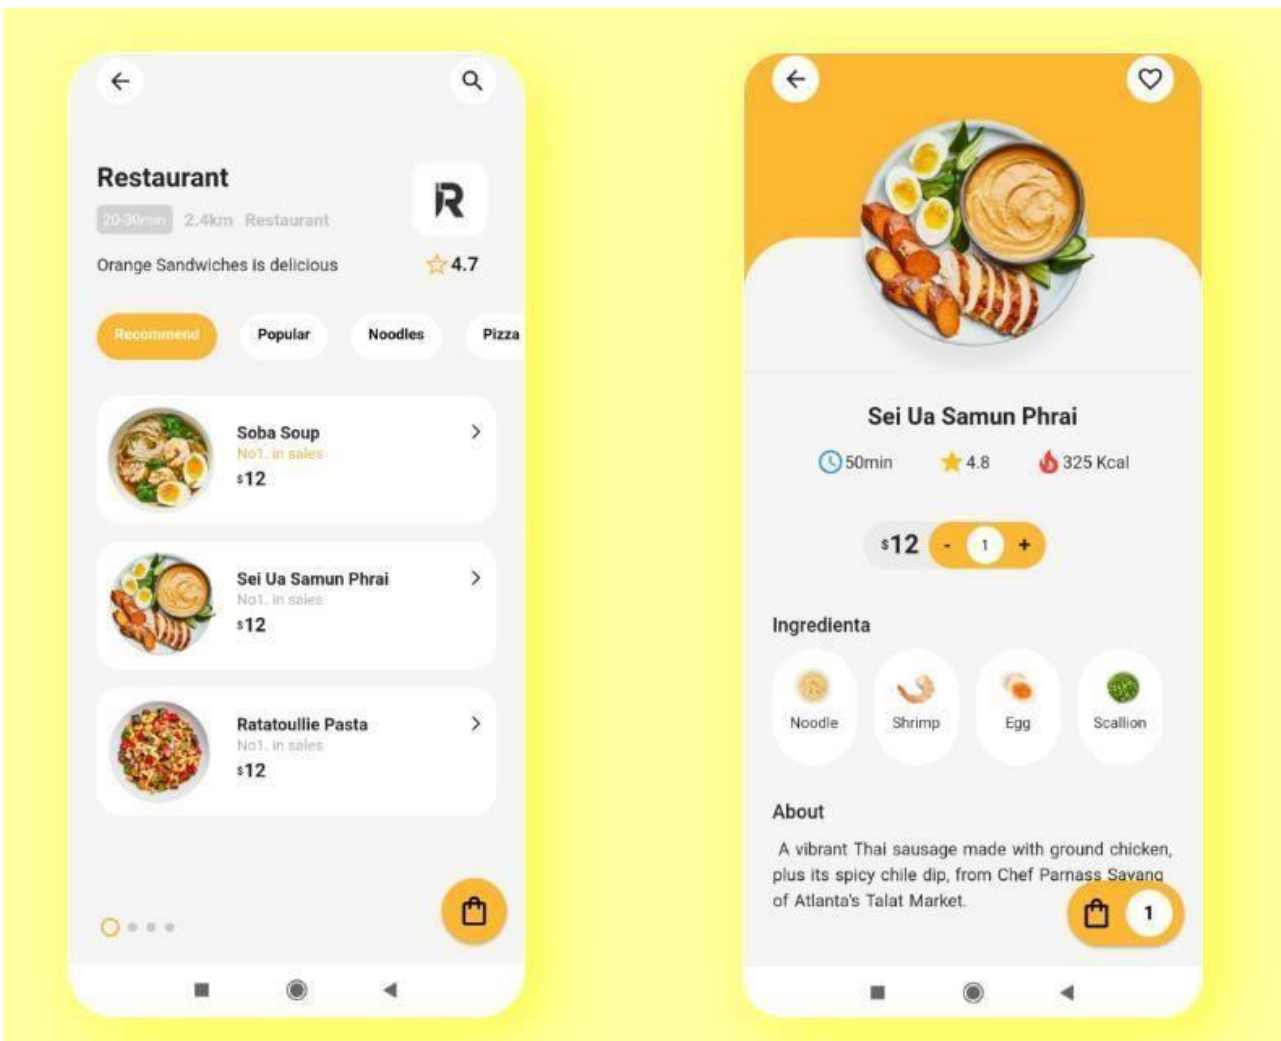 Restaurant
20-30min 2.4km Restaurant
R
Orange Sandwiches is delicious
4.7
Recommend Popular Noodles Pizza
Soba Soup
No1. in sales
$12
Sei Ua Samun Phrai
No1. in sales
$12
Ratatoullie Pasta
No1. in sales
$12
Sei Ua Samun Phrai
50min 4.8 325 Kcal
$12 - 1 +
Ingredienta
Noodle Shrimp Egg Scallion
About
A vibrant Thai sausage made with ground chicken,
plus its spicy chile dip, from Chef Parnass Savang
of Atlanta's Talat Market.
1